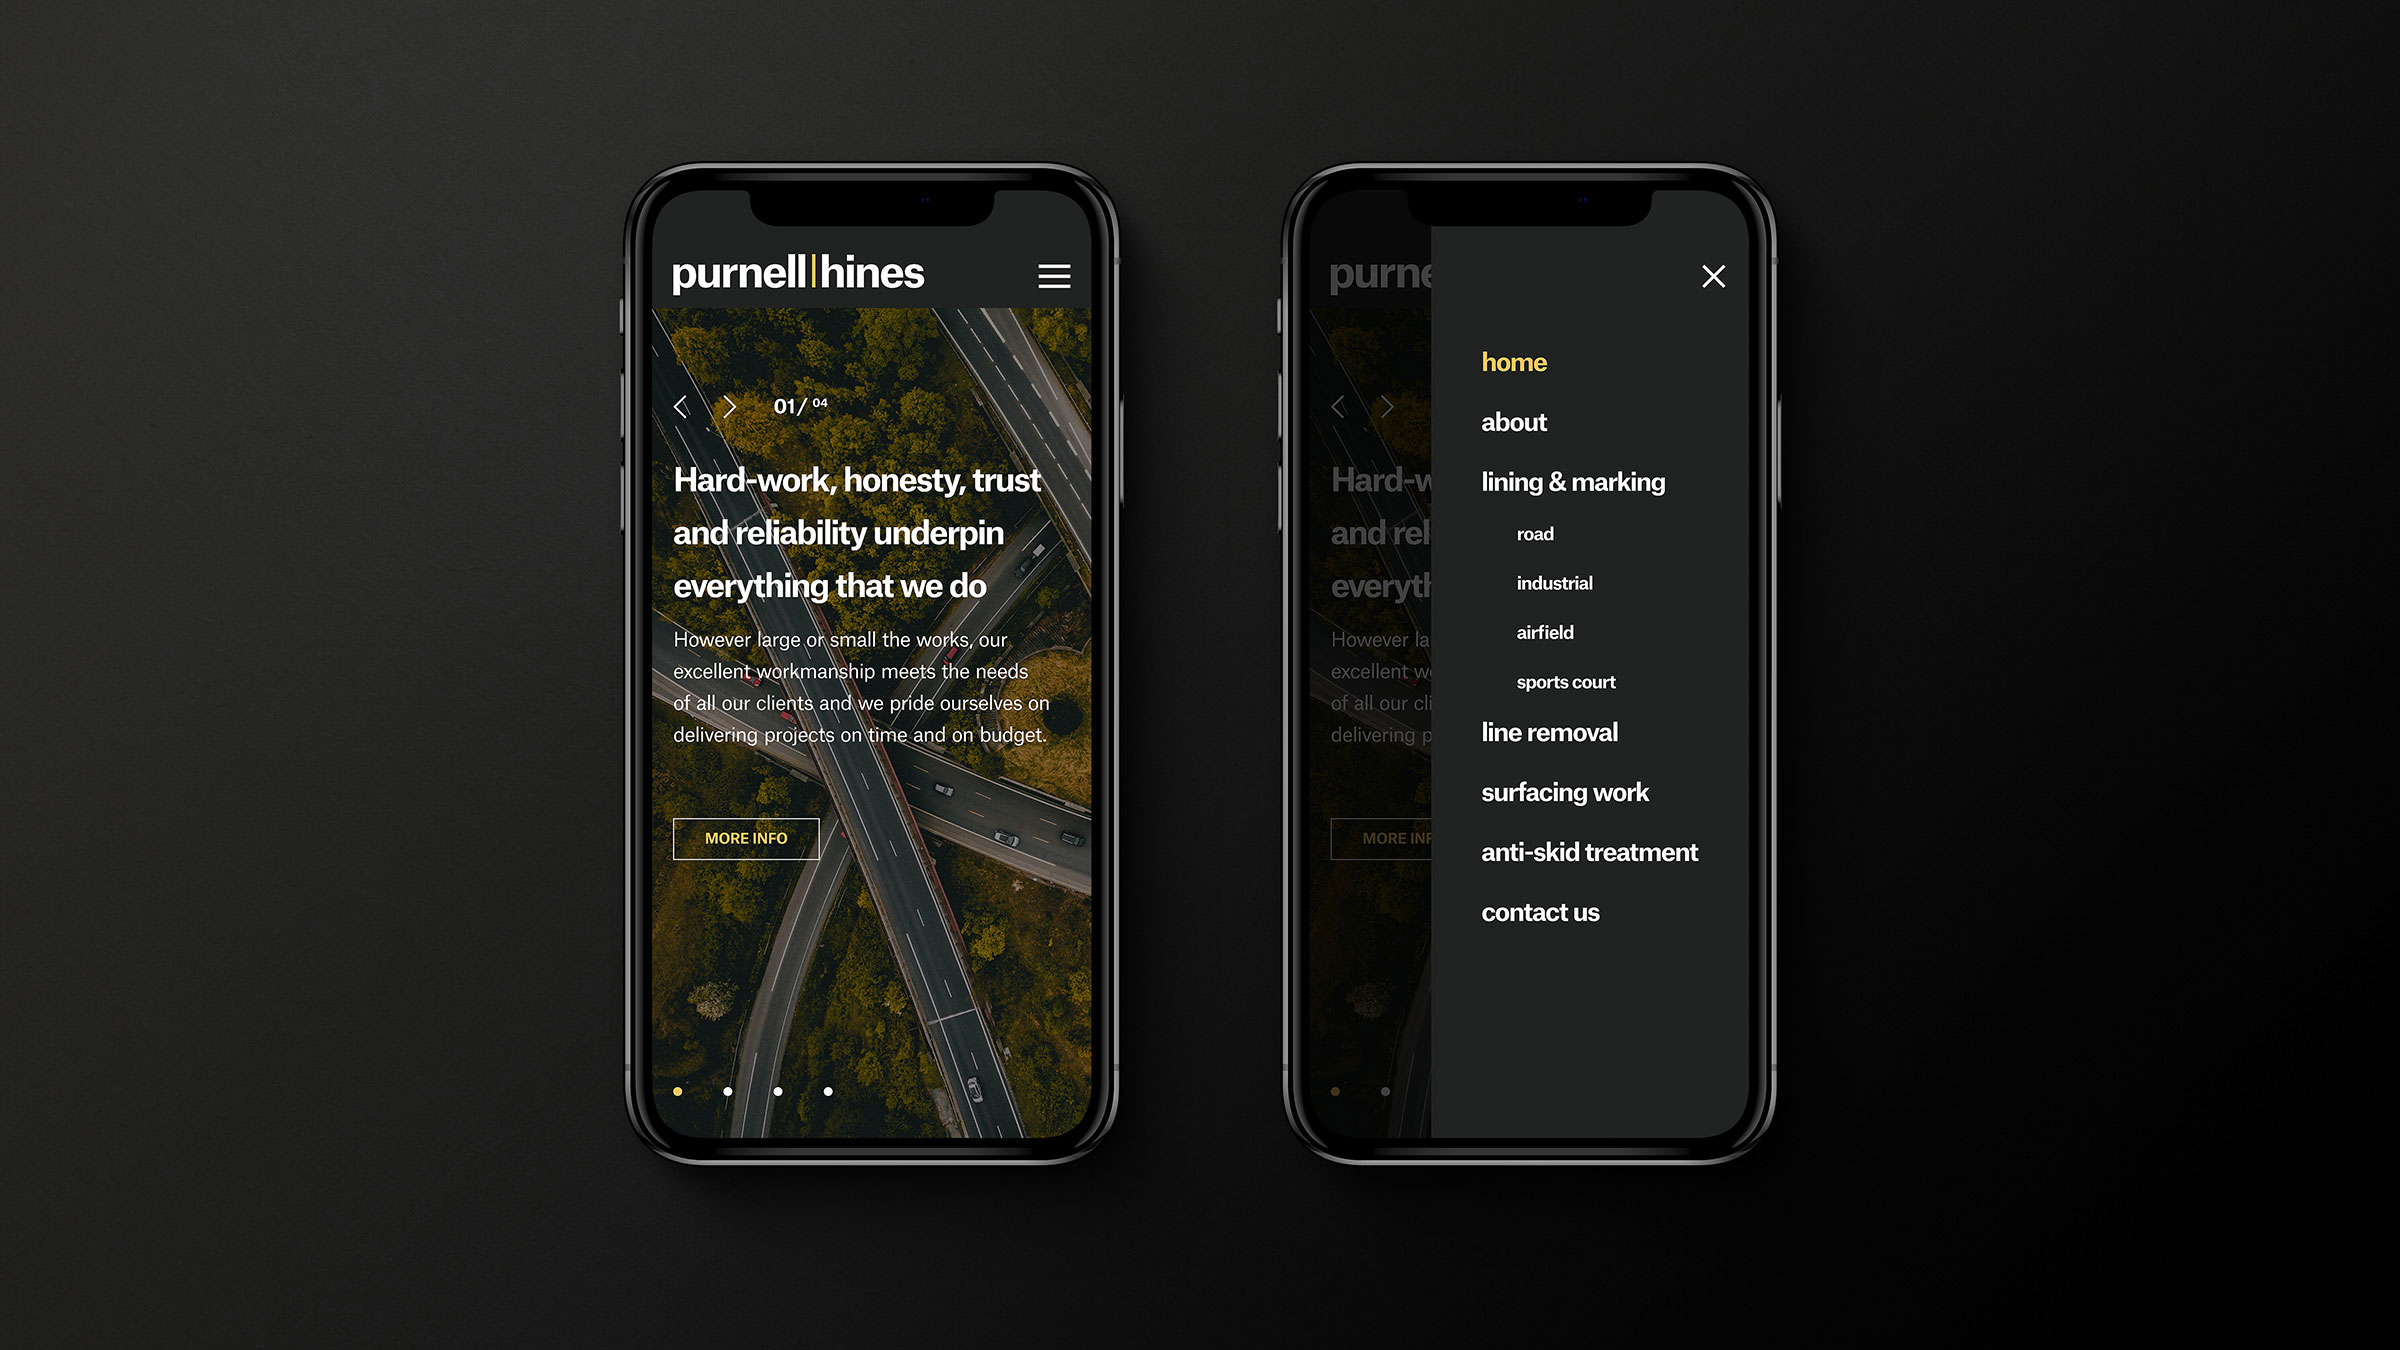 purnell|hines
01/ 04
Hard-work, honesty, trust
and reliability underpin
everything that we do
However large or small the works, our
excellent workmanship meets the needs
of all our clients and we pride ourselves on
delivering projects on time and on budget.
MORE INFO
purne
Hard-w
and rel
everyth
However la
excellent wo
of all our cli
delivering p
MORE INF
home
about
lining & marking
road
industrial
airfield
sports court
line removal
surfacing work
anti-skid treatment
contact us